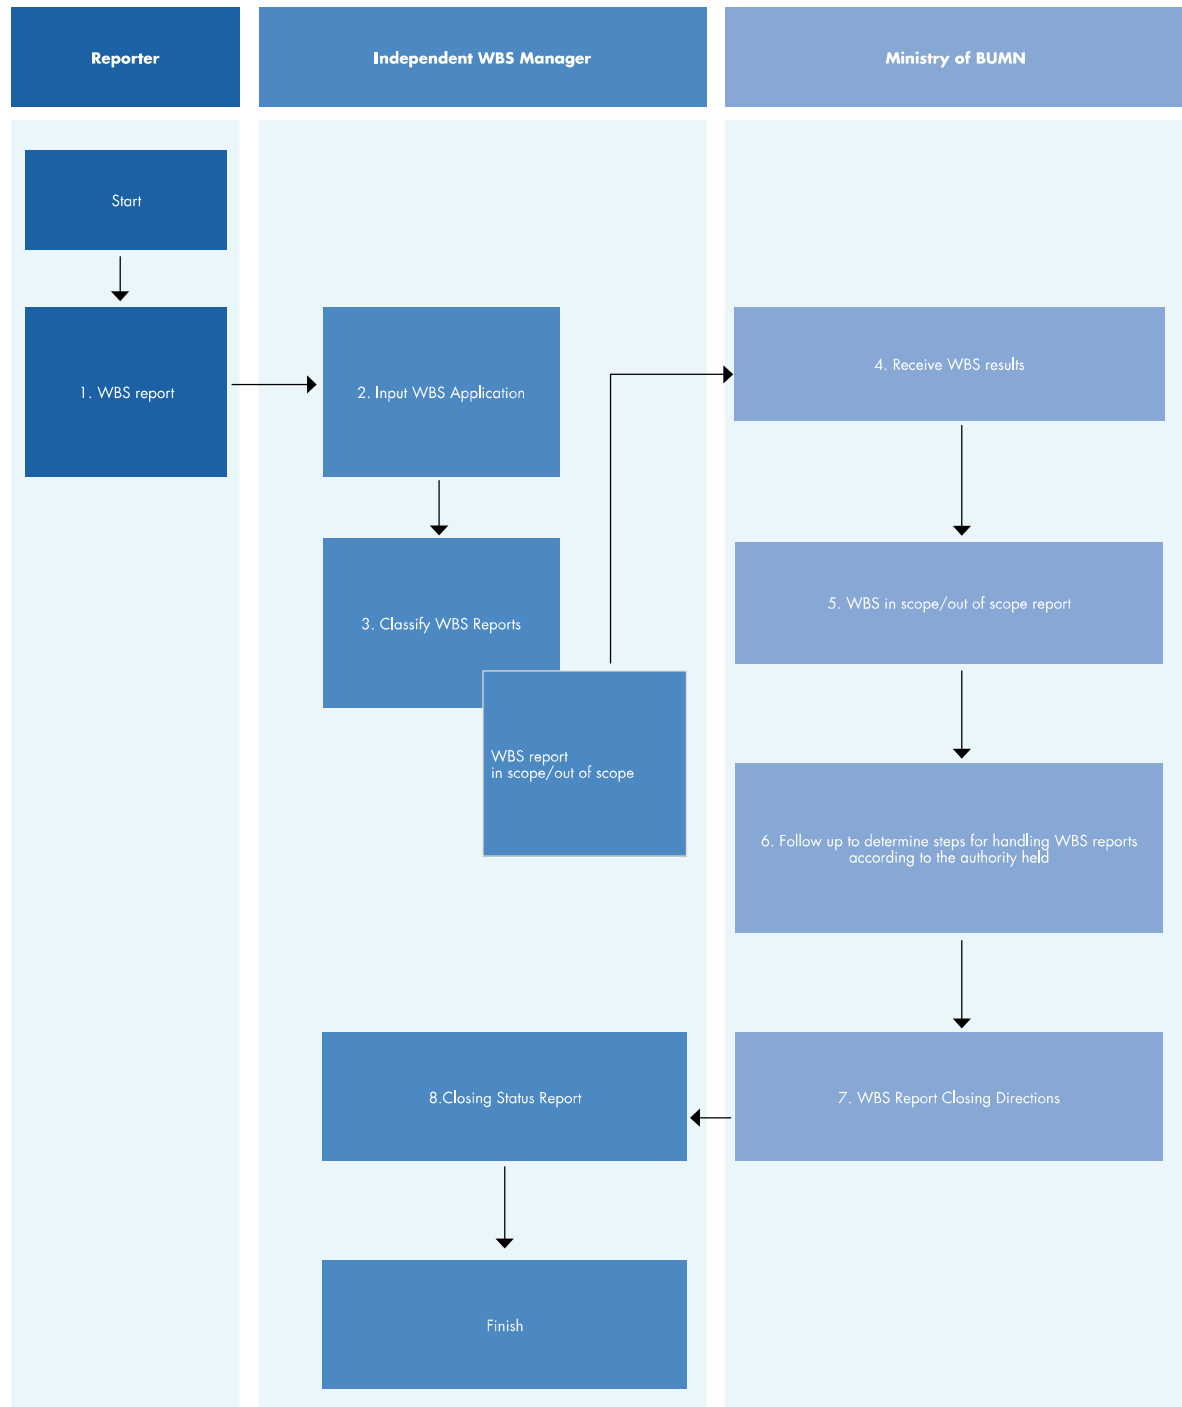 Reporter
Independent WBS Manager
Ministry of BUMN
Start
1. WBS report
2. Input WBS Application
3. Classify WBS Reports
WBS report
in scope/out of scope
4. Receive WBS results
5. WBS in scope/out of scope report
6. Follow up to determine steps for handling WBS reports
according to the authority held
7. WBS Report Closing Directions
8.Closing Status Report
Finish